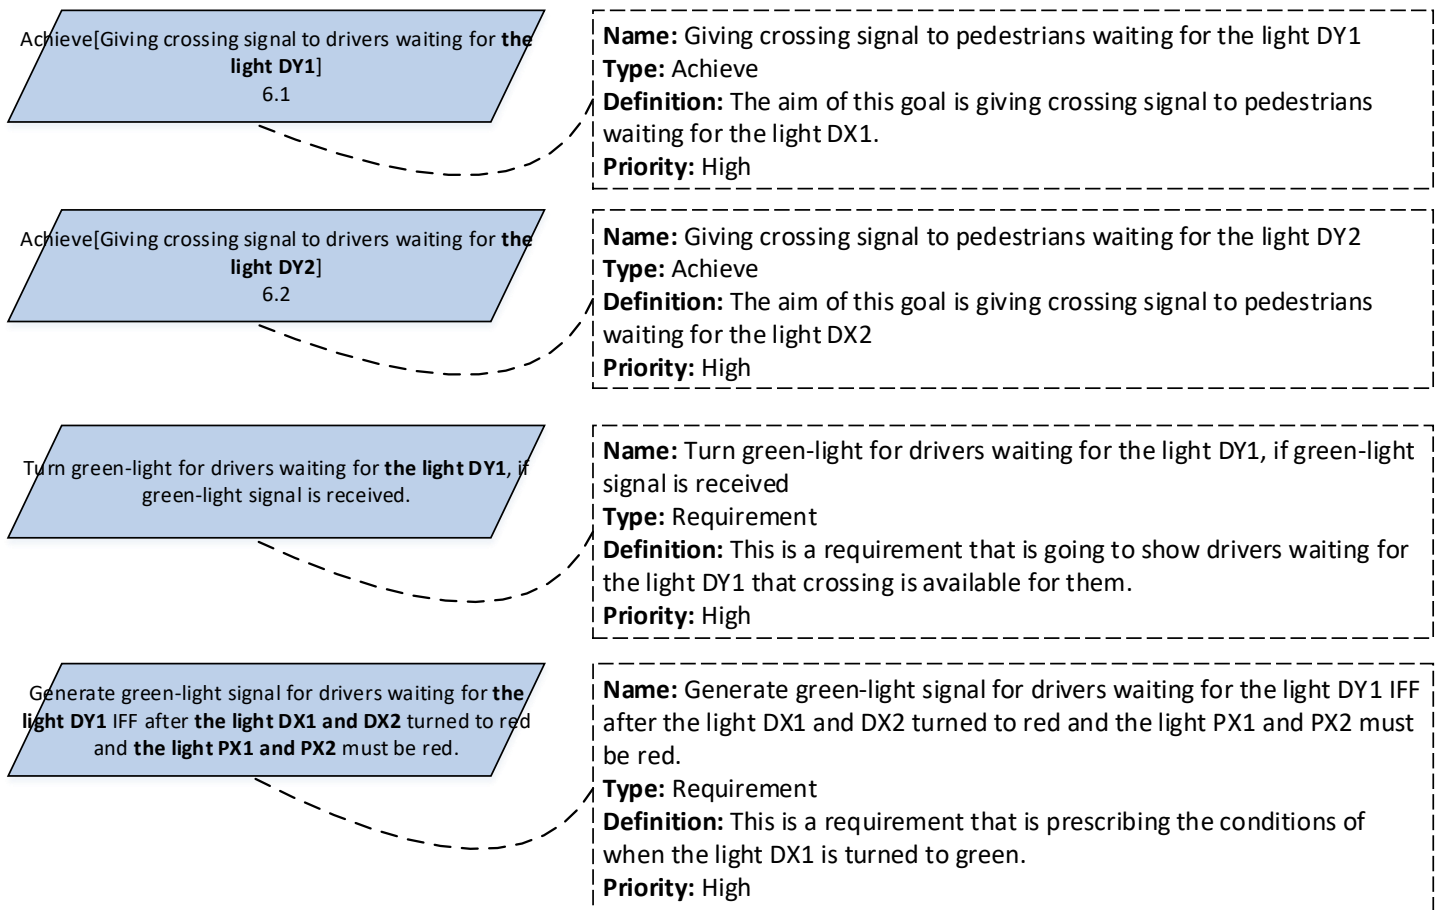 Achieve[Giving crossing signal to drivers waiting for the
light DY1]
6.1
Name: Giving crossing signal to pedestrians waiting for the light DY1
Type: Achieve
Definition: The aim of this goal is giving crossing signal to pedestrians
waiting for the light DX1.
Priority: High
Achieve[Giving crossing signal to drivers waiting for the
light DY2]
6.2
Name: Giving crossing signal to pedestrians waiting for the light DY2
Type: Achieve
Definition: The aim of this goal is giving crossing signal to pedestrians
waiting for the light DX2
Priority: High
Turn green-light for drivers waiting for the light DY1, if
green-light signal is received.
Name: Turn green-light for drivers waiting for the light DY1, if green-light
signal is received
Type: Requirement
Definition: This is a requirement that is going to show drivers waiting for
the light DY1 that crossing is available for them.
Priority: High
Generate green-light signal for drivers waiting for the
light DY1 IFF after the light DX1 and DX2 turned to red
and the light PX1 and PX2 must be red.
Name: Generate green-light signal for drivers waiting for the light DY1 IFF
after the light DX1 and DX2 turned to red and the light PX1 and PX2 must
be red.
Type: Requirement
Definition: This is a requirement that is prescribing the conditions of
when the light DX1 is turned to green.
Priority: High